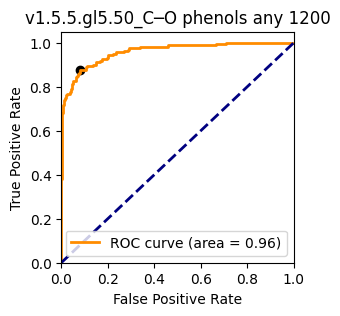 v1.5.5.gl5.50_C─O phenols any 1200
True Positive Rate
1.0
0.8
0.6
0.4
0.2
0.0
ROC curve (area = 0.96)
0.0 0.2 0.4 0.6 0.8 1.0
False Positive Rate